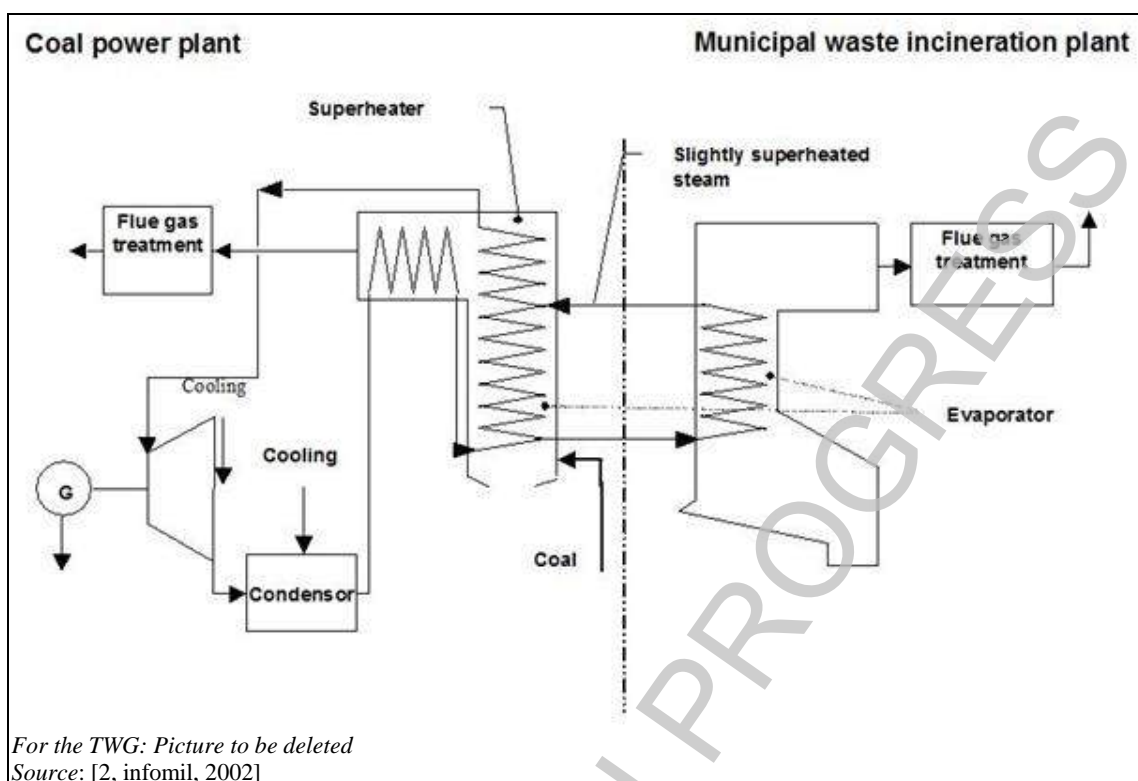 Coal power plant
Municipal waste incineration plant
Superheater
Slightly superheated
steam
Flue gas
treatment
Flue gas
treatment
Cooling
Cooling
Evaporator
G
Coal
Condensor
N PROGRESS
For the TWG: Picture to be deleted
Source: [2, infomil, 2002]